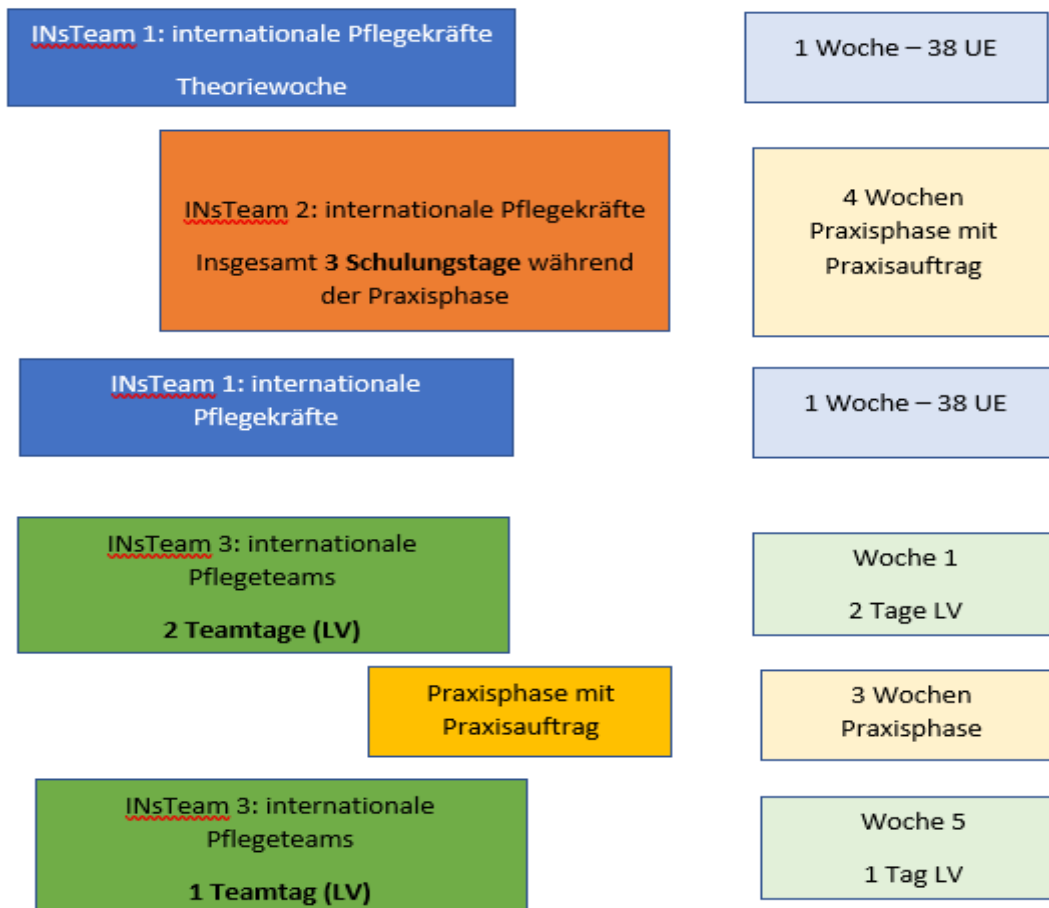 INsTeam 1: internationale Pflegekräfte
Theoriewoche
1 Woche – 38 UE
INsTeam 2: internationale Pflegekräfte
Insgesamt 3 Schulungstage während
der Praxisphase
4 Wochen
Praxisphase mit
Praxisauftrag
INsTeam 1: internationale
Pflegekräfte
1 Woche – 38 UE
INsTeam 3: internationale
Pflegeteams
2 Teamtage (LV)
Woche 1
2 Tage LV
Praxisphase mit
Praxisauftrag
3 Wochen
Praxisphase
INsTeam 3: internationale
Pflegeteams
1 Teamtag (LV)
Woche 5
1 Tag LV